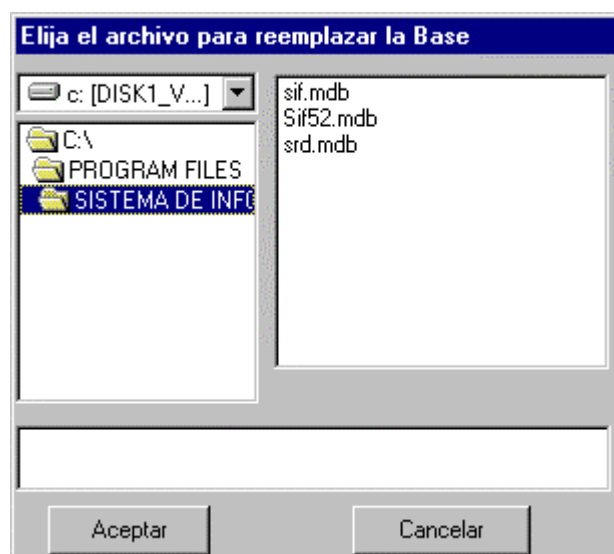 Elija el archivo para reemplazar la Base
c: [DISK1_V...]
C:\
PROGRAM FILES
SISTEMA DE INFO
sif.mdb
Sif52.mdb
srd.mdb
Aceptar
Cancelar